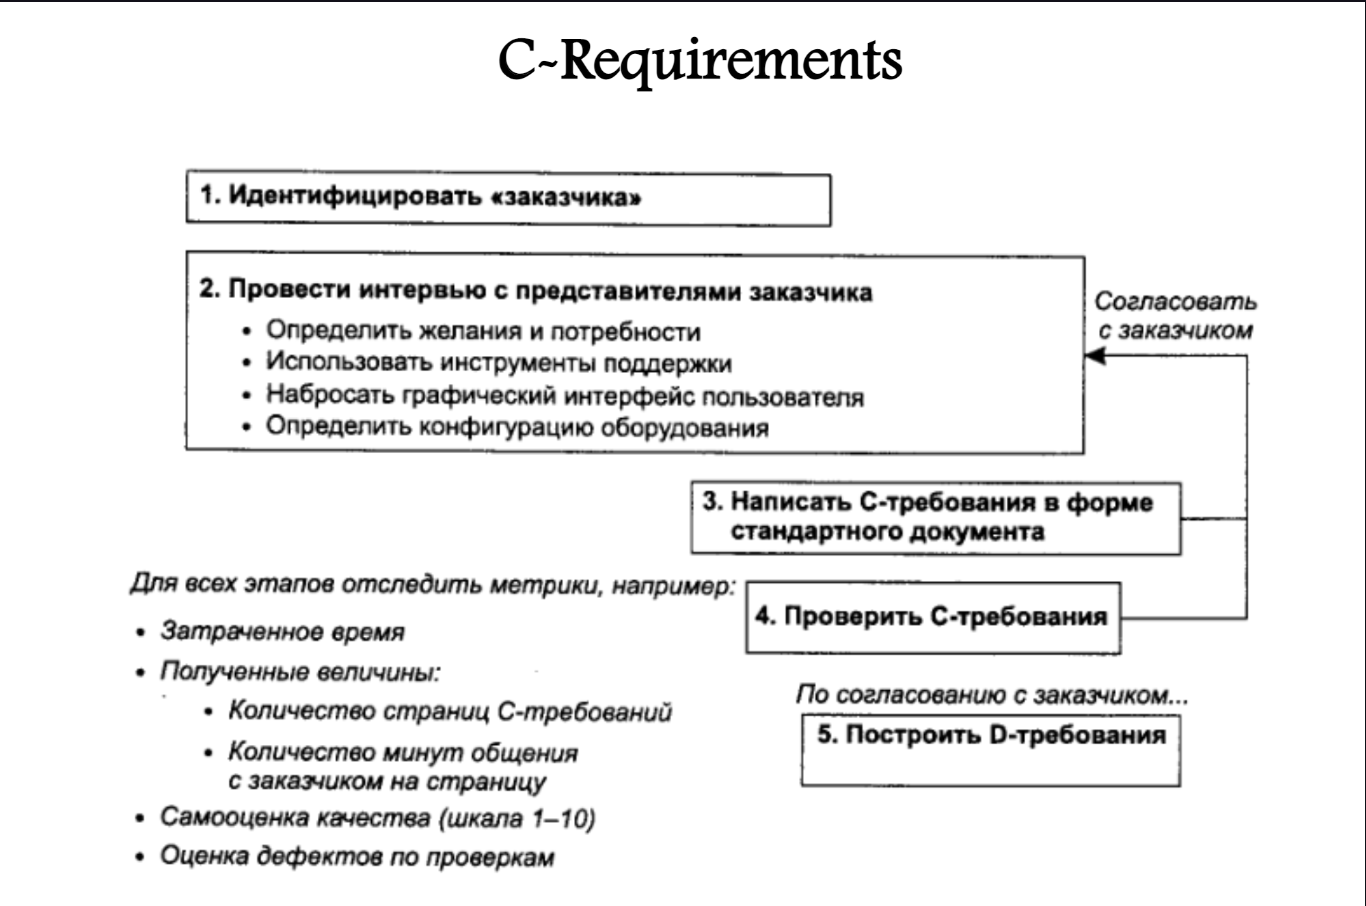 C-Requirements
1. Идентифицировать «заказчика»
2. Провести интервью с представителями заказчика
• Определить желания и потребности
• Использовать инструменты поддержки
• Набросать графический интерфейс пользователя
• Определить конфигурацию оборудования
Согласовать
с заказчиком
3. Написать C-требования в форме
стандартного документа
4. Проверить C-требования
По согласованию с заказчиком...
5. Построить D-требования
Для всех этапов отследить метрики, например:
• Затраченное время
• Полученные величины:
• Количество страниц C-требований
• Количество минут общения
с заказчиком на страницу
• Самооценка качества (шкала 1–10)
• Оценка дефектов по проверкам